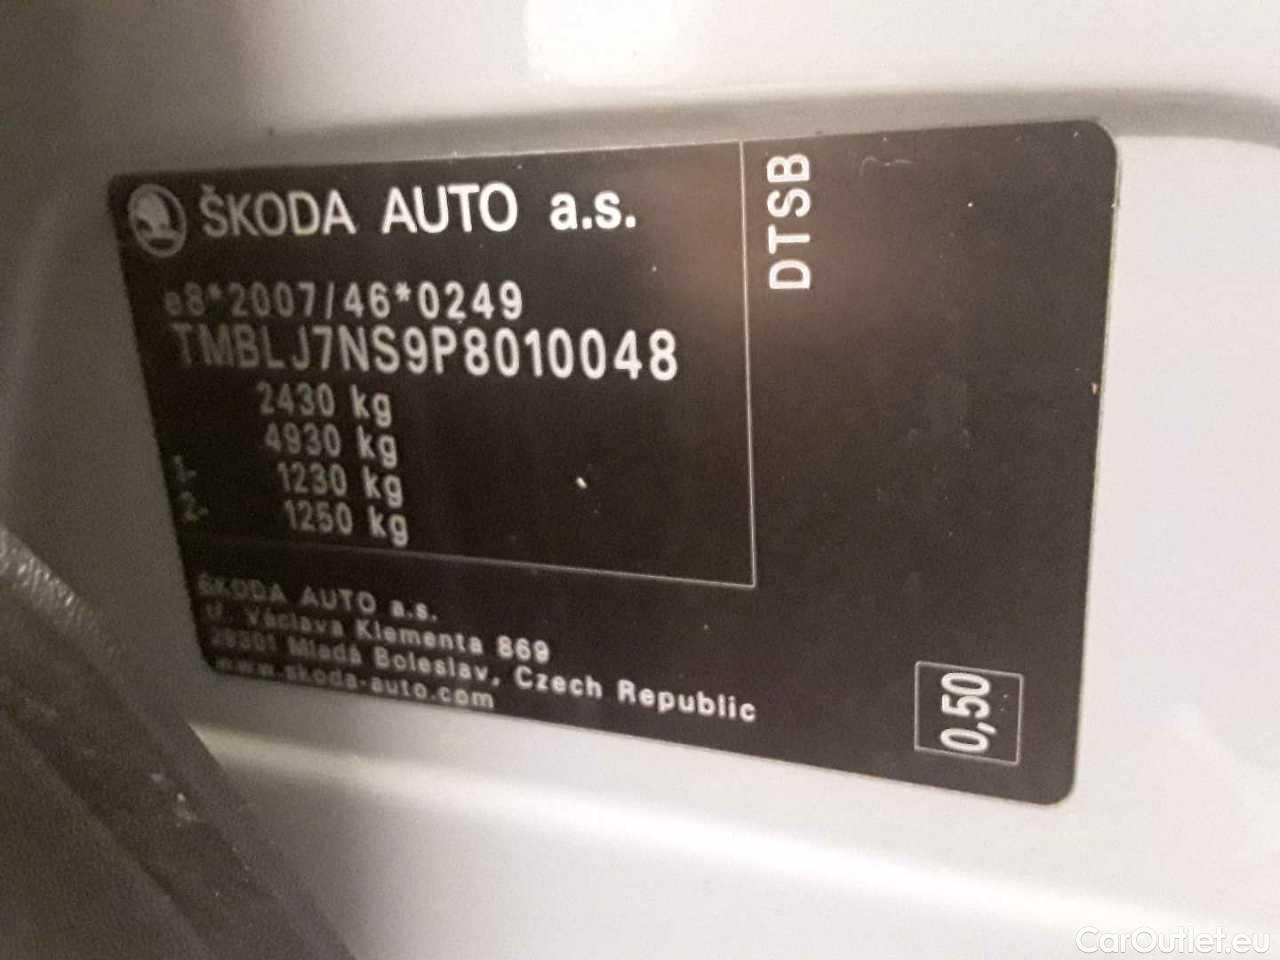 ŠKODA AUTO a.s.
e8*2007/46*0249
TMBLJ7NS9P8010048
2430 kg
4930 kg
1- 1230 kg
2- 1250 kg
ŠKODA AUTO a.s.
tř. Václava Klementa 869
29301 Mladá Boleslav, Czech Republic
www.skoda-auto.com
DTSB
0,50
CarOutlet.eu